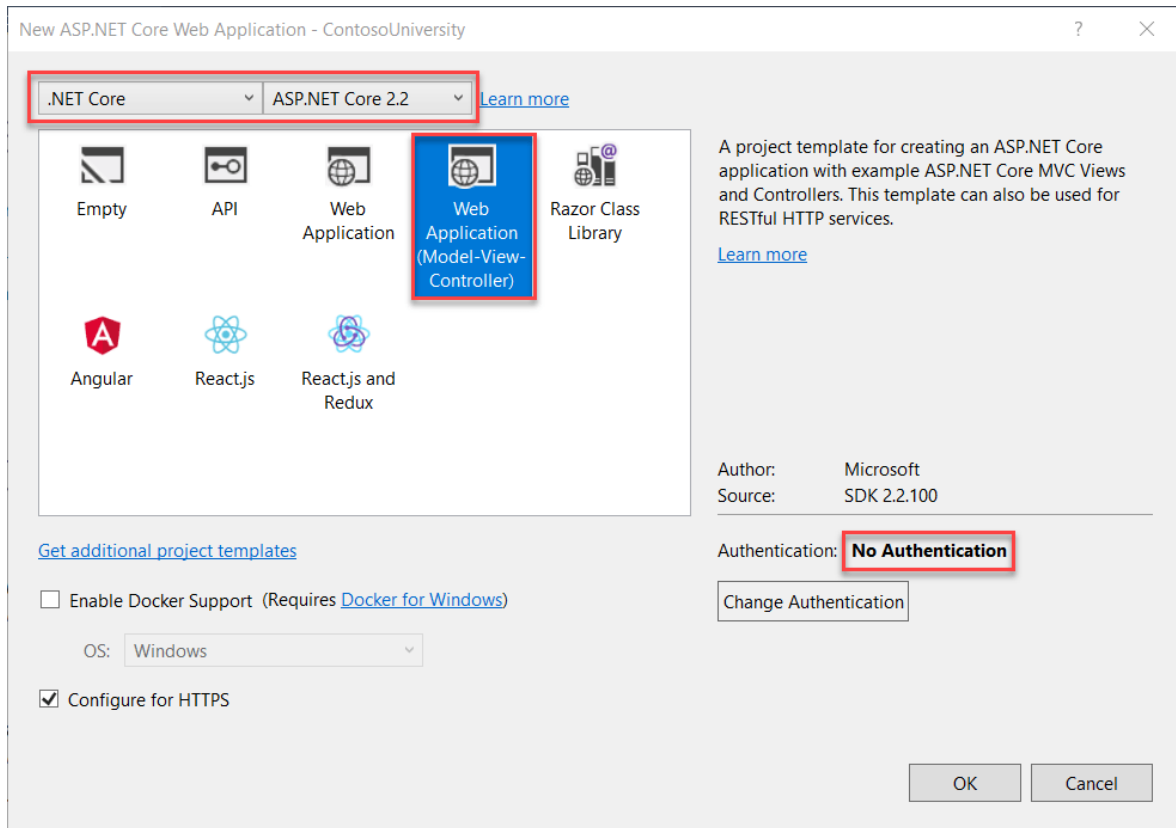 New ASP.NET Core Web Application - ContosoUniversity
?
.NET Core
ASP.NET Core 2.2
Learn more
Empty
API
Web
Application
Web
Application
(Model-View-
Controller)
Razor Class
Library
Angular
React.js
React.js and
Redux
A project template for creating an ASP.NET Core
application with example ASP.NET Core MVC Views
and Controllers. This template can also be used for
RESTful HTTP services.
Learn more
Author: Microsoft
Source: SDK 2.2.100
Get additional project templates
Authentication: No Authentication
Change Authentication
Enable Docker Support (Requires Docker for Windows)
OS: Windows
Configure for HTTPS
OK
Cancel